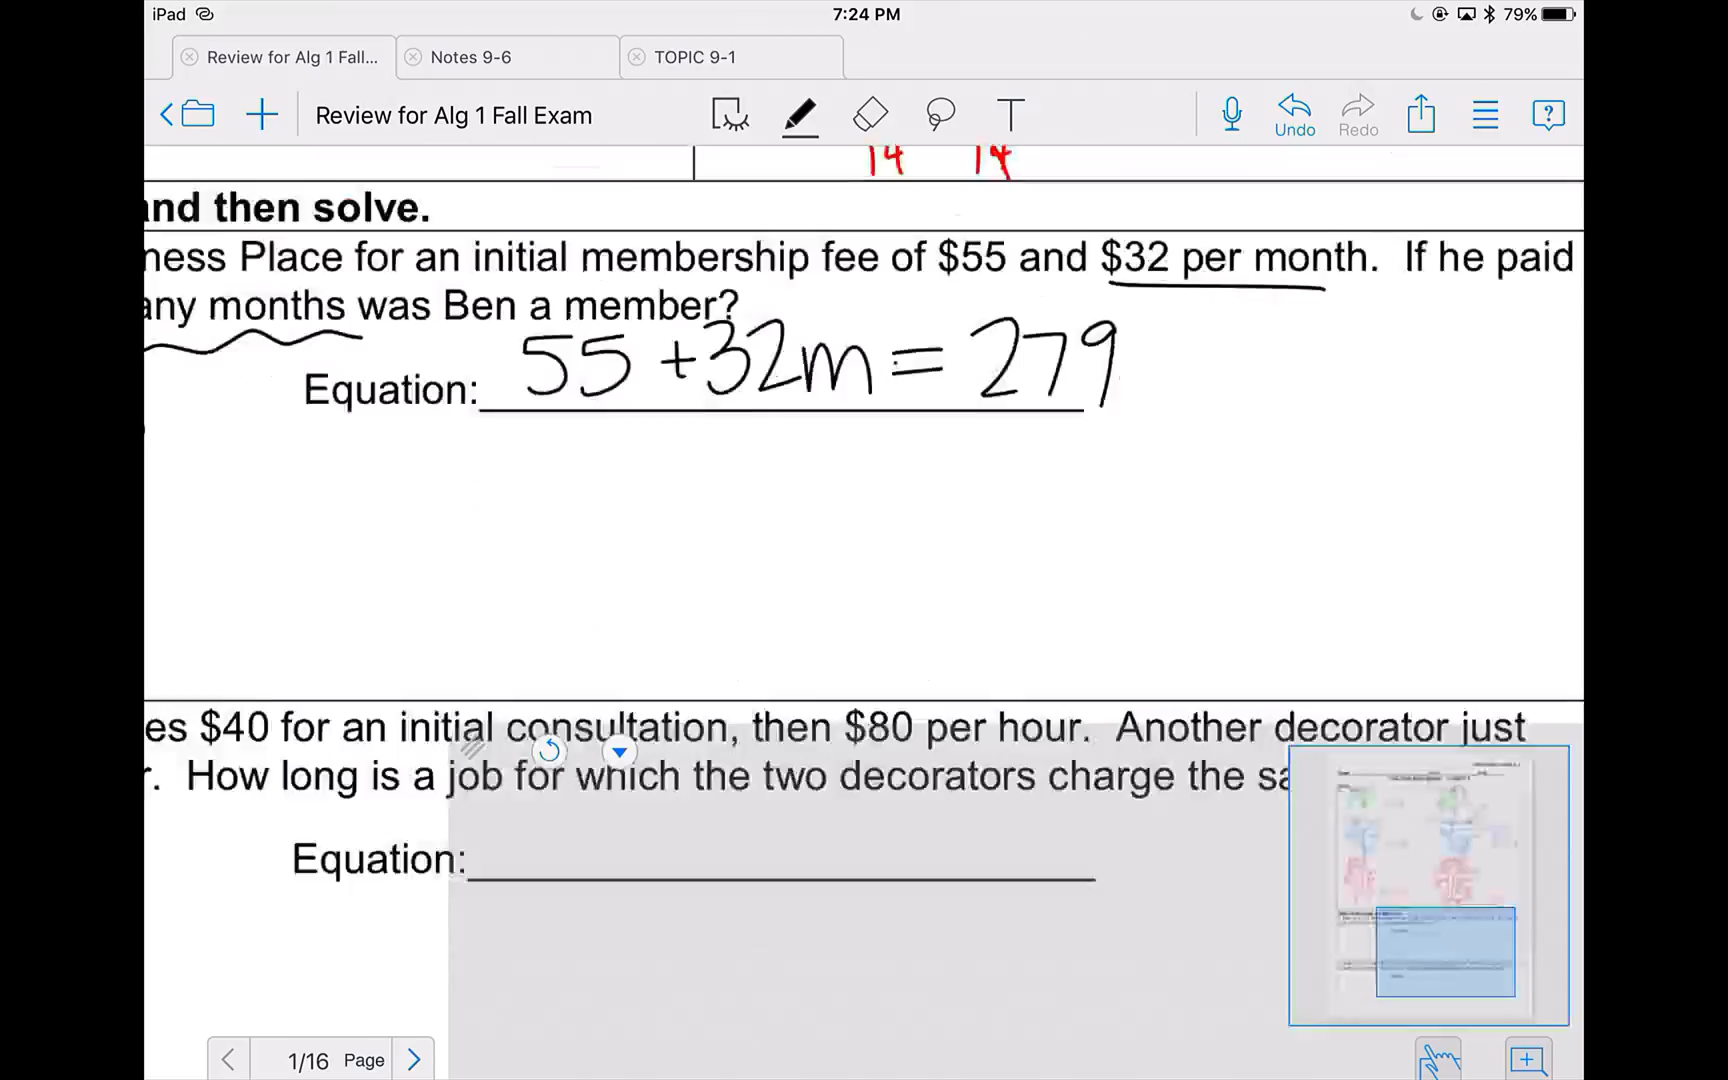 iPad 7:24 PM 79%
Review for Alg 1 Fall... Notes 9-6 TOPIC 9-1
Review for Alg 1 Fall Exam T Undo Redo ?
14 14
and then solve.
ness Place for an initial membership fee of $55 and $32 per month. If he paid
any months was Ben a member?
55 + 32m = 279
Equation:
es $40 for an initial consultation, then $80 per hour. Another decorator just
r. How long is a job for which the two decorators charge the sa
Equation:
1/16 Page